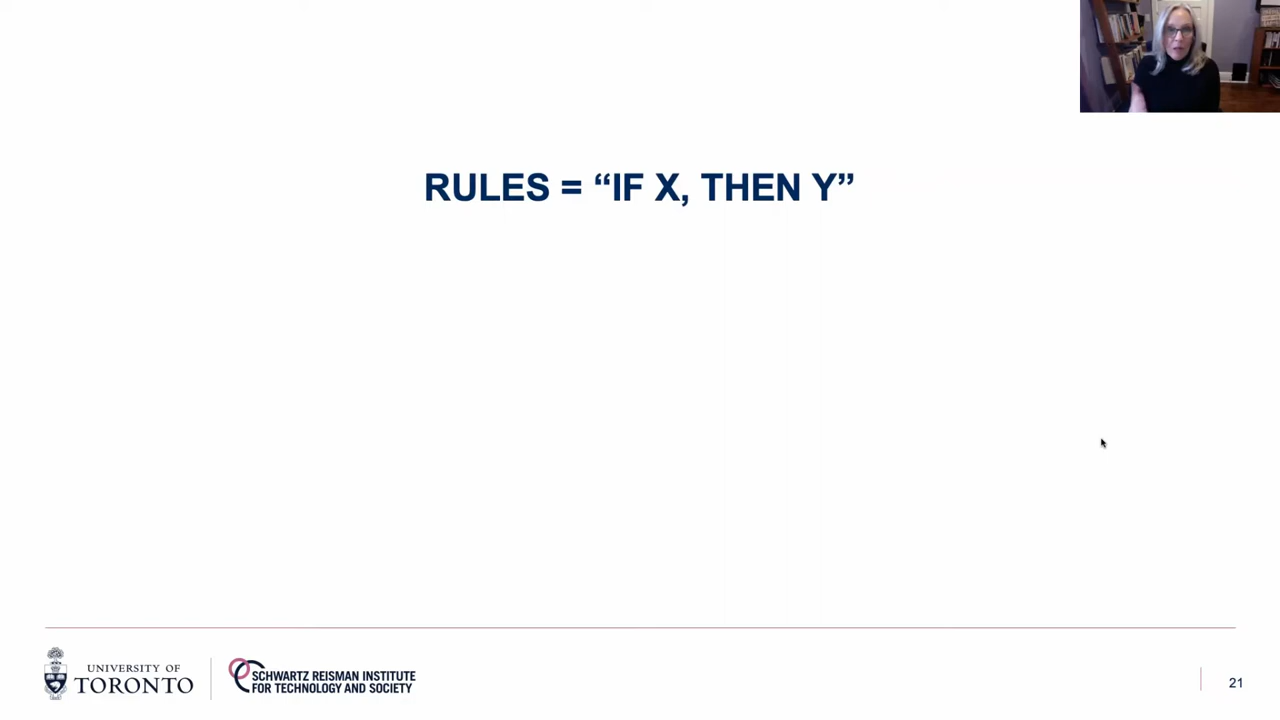 RULES = “IF X, THEN Y”
UNIVERSITY OF
TORONTO
SCHWARTZ REISMAN INSTITUTE
FOR TECHNOLOGY AND SOCIETY
21